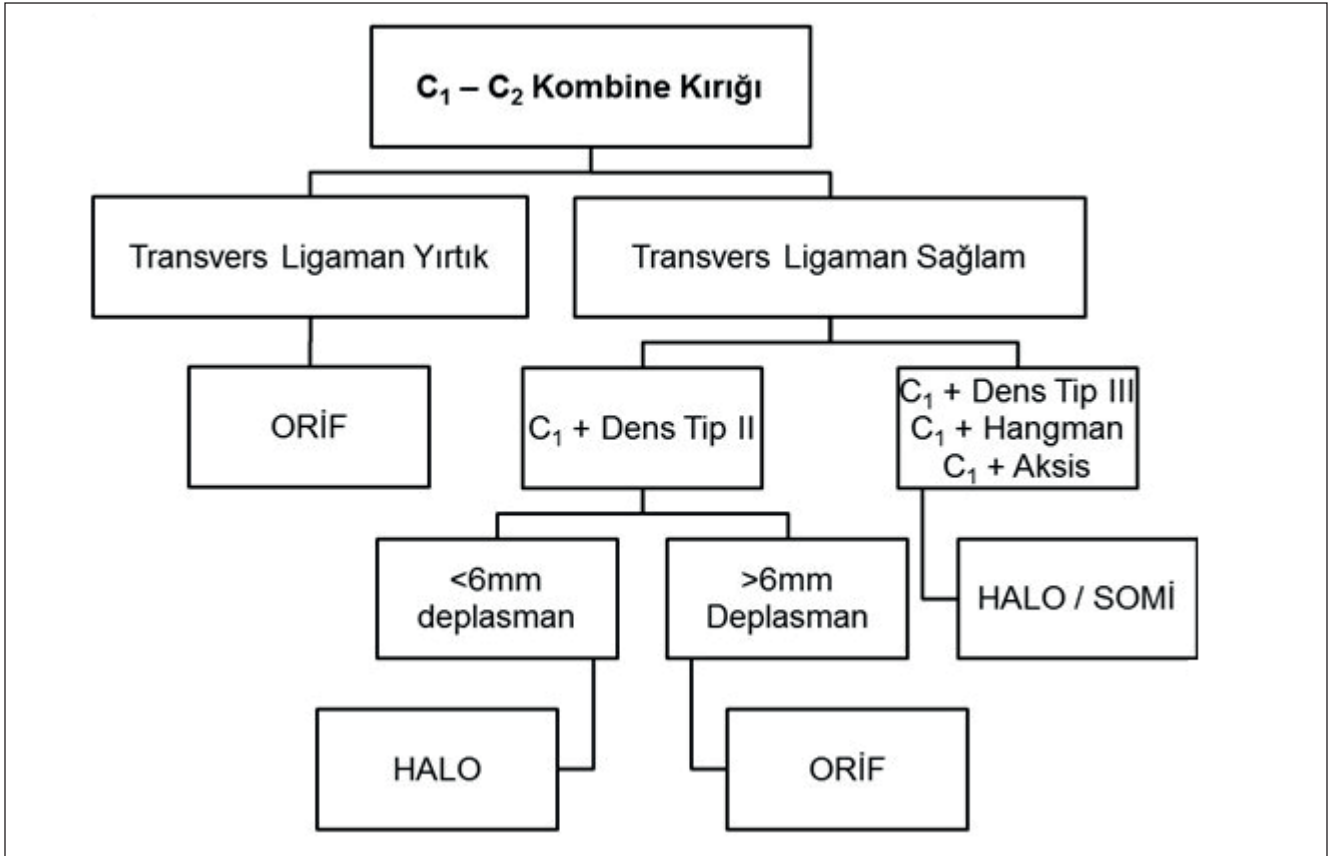 C₁ – C₂ Kombine Kırığı
Transvers Ligaman Yırtık
Transvers Ligaman Sağlam
ORİF
C₁ + Dens Tip II
C₁ + Dens Tip III
C₁ + Hangman
C₁ + Aksis
<6mm
deplasman
>6mm
Deplasman
HALO / SOMİ
HALO
ORİF